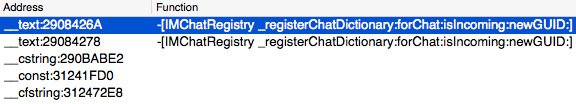 Address Function
__text:2908426A -[IMChatRegistry _registerChatDictionary:forChat:isIncoming:newGUID:]
__text:29084278 -[IMChatRegistry _registerChatDictionary:forChat:isIncoming:newGUID:]
__cstring:290BABE2
__const:31241FD0
__cfstring:312472E8